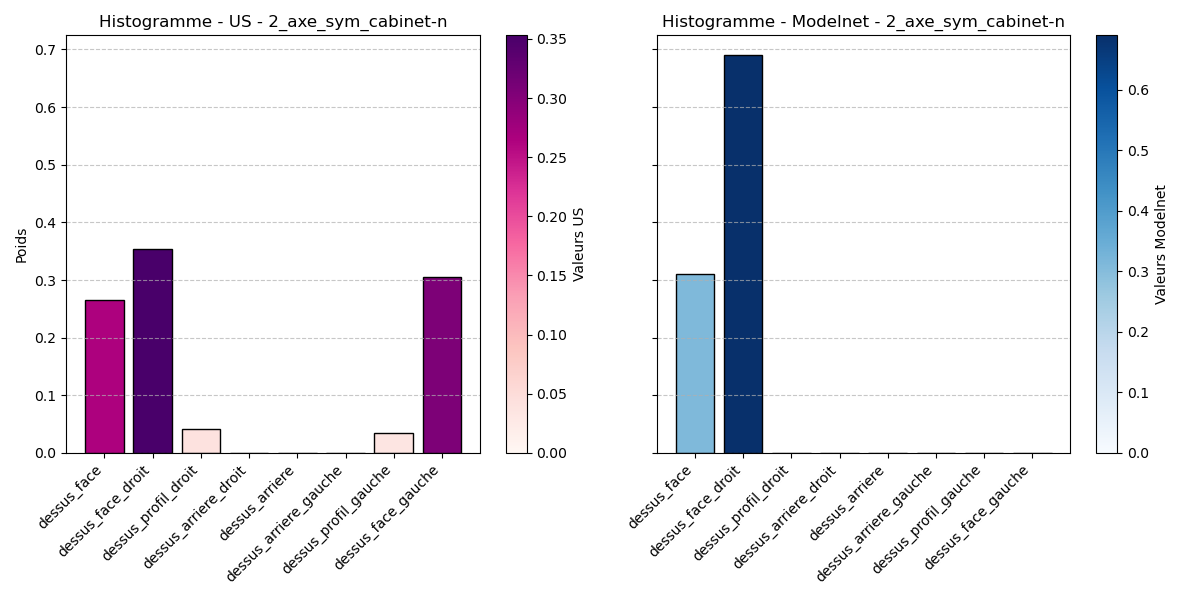 Histogramme - US - 2_axe_sym_cabinet-n
Poids
0.7
0.6
0.5
0.4
0.3
0.2
0.1
0.0
dessus_face
dessus_face_droit
dessus_profil_droit
dessus_arriere_droit
dessus_arriere
dessus_arriere_gauche
dessus_profil_gauche
dessus_face_gauche
0.35
0.30
0.25
0.20
0.15
0.10
0.05
0.00
Valeurs US
Histogramme - Modelnet - 2_axe_sym_cabinet-n
dessus_face
dessus_face_droit
dessus_profil_droit
dessus_arriere_droit
dessus_arriere
dessus_arriere_gauche
dessus_profil_gauche
dessus_face_gauche
0.6
0.5
0.4
0.3
0.2
0.1
0.0
Valeurs Modelnet